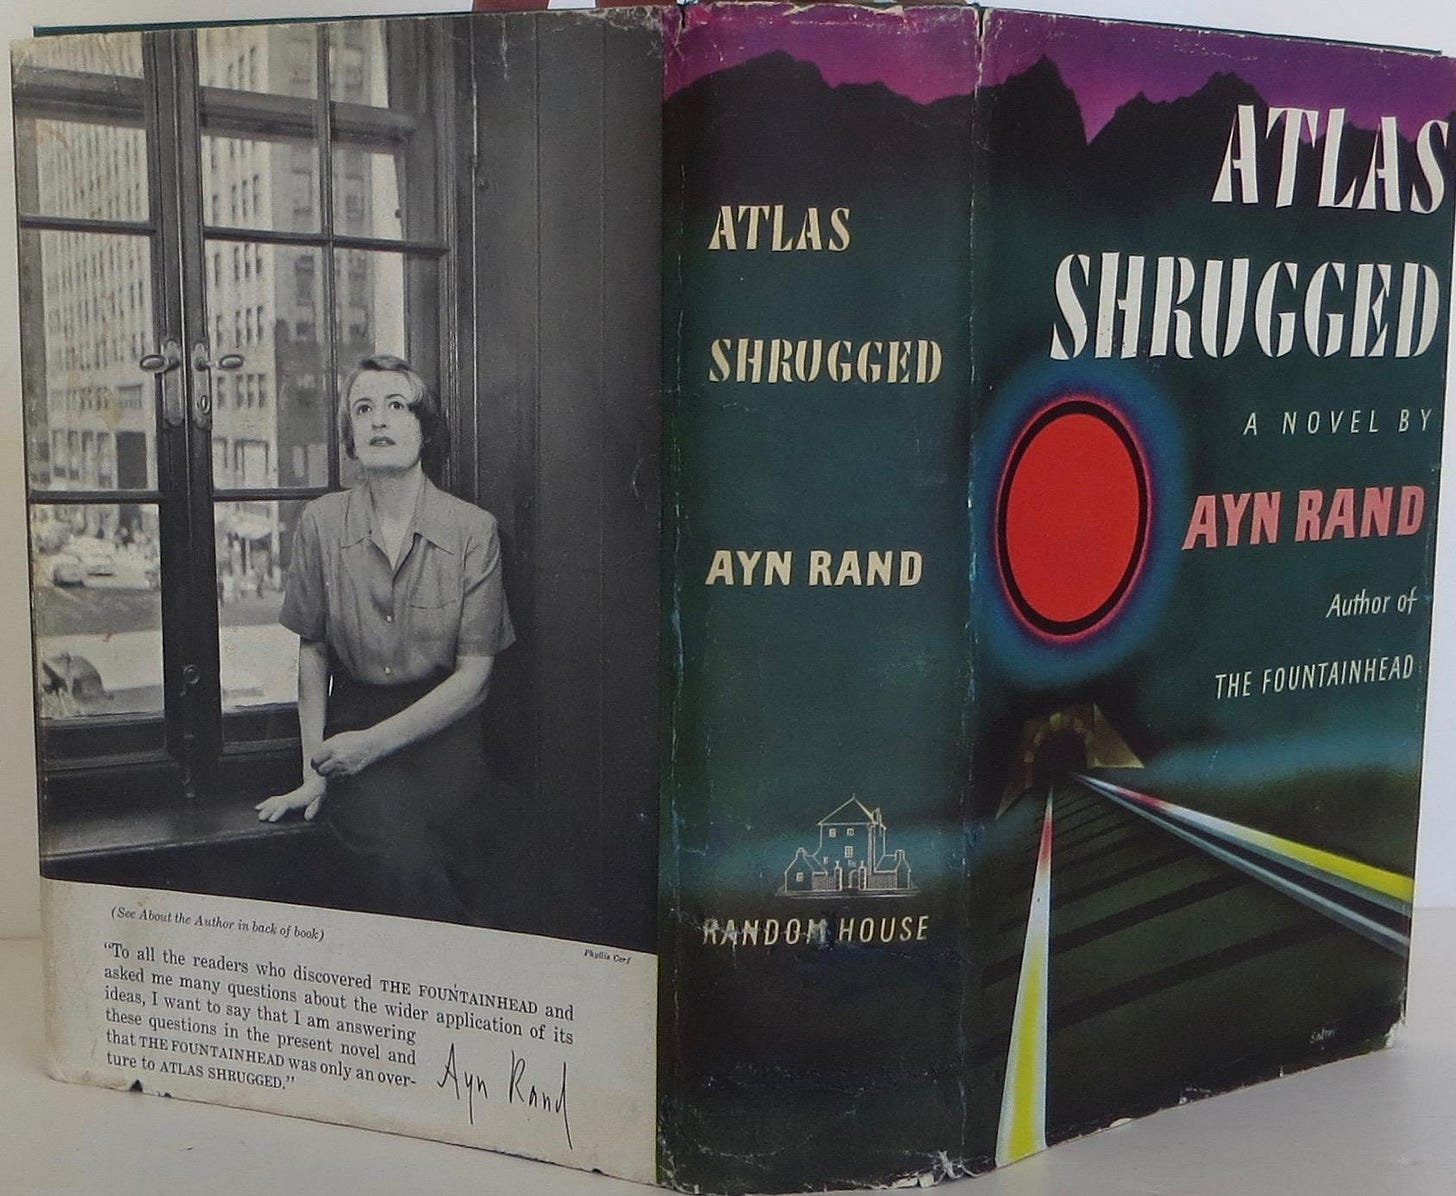 (See About the Author in back of book)
Phyllis Cerf
“To all the readers who discovered THE FOUNTAINHEAD and
asked me many questions about the wider application of its
ideas, I want to say that I am answering
these questions in the present novel and
that THE FOUNTAINHEAD was only an over-
ture to ATLAS SHRUGGED.”
Ayn Rand
ATLAS
SHRUGGED
AYN RAND
RANDOM HOUSE
ATLAS
SHRUGGED
A NOVEL BY
AYN RAND
Author of
THE FOUNTAINHEAD